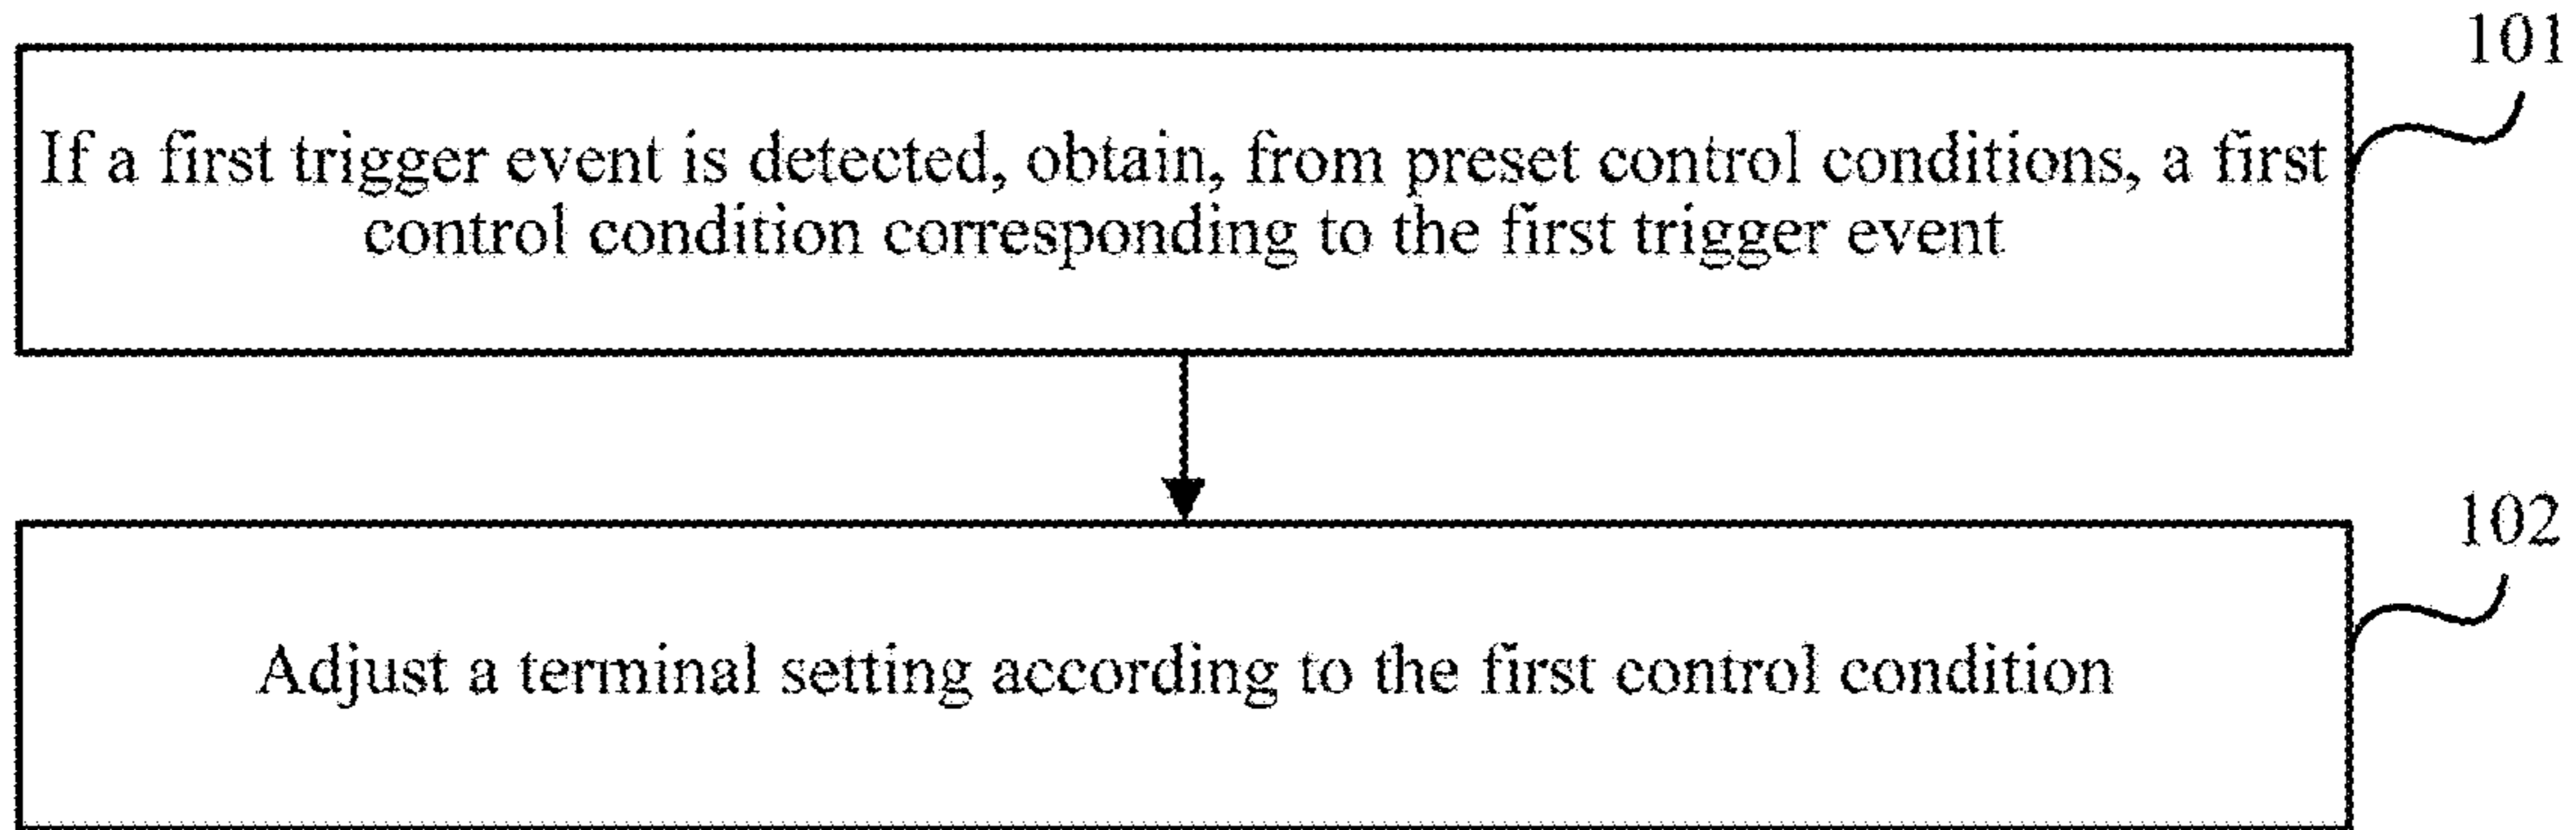 101
If a first trigger event is detected, obtain, from preset control conditions, a first
control condition corresponding to the first trigger event
102
Adjust a terminal setting according to the first control condition